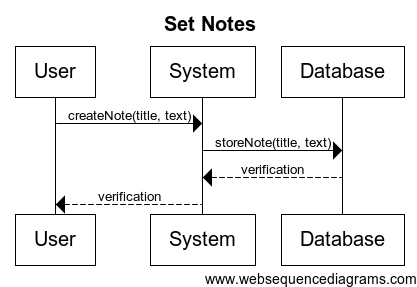 Set Notes
User System Database
createNote(title, text)
storeNote(title, text)
verification
verification
User System Database
www.websequencediagrams.com